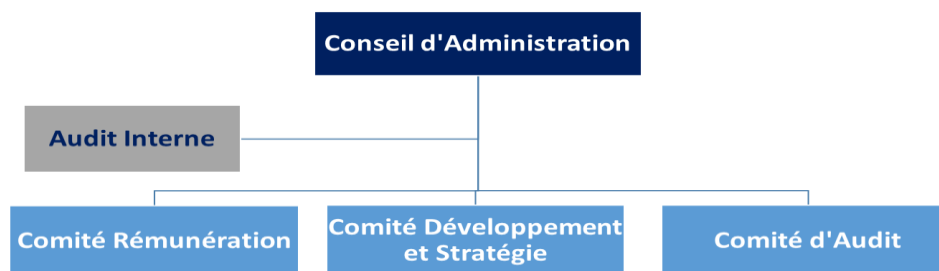 Conseil d'Administration
Audit Interne
Comité Rémunération
Comité Développement
et Stratégie
Comité d'Audit